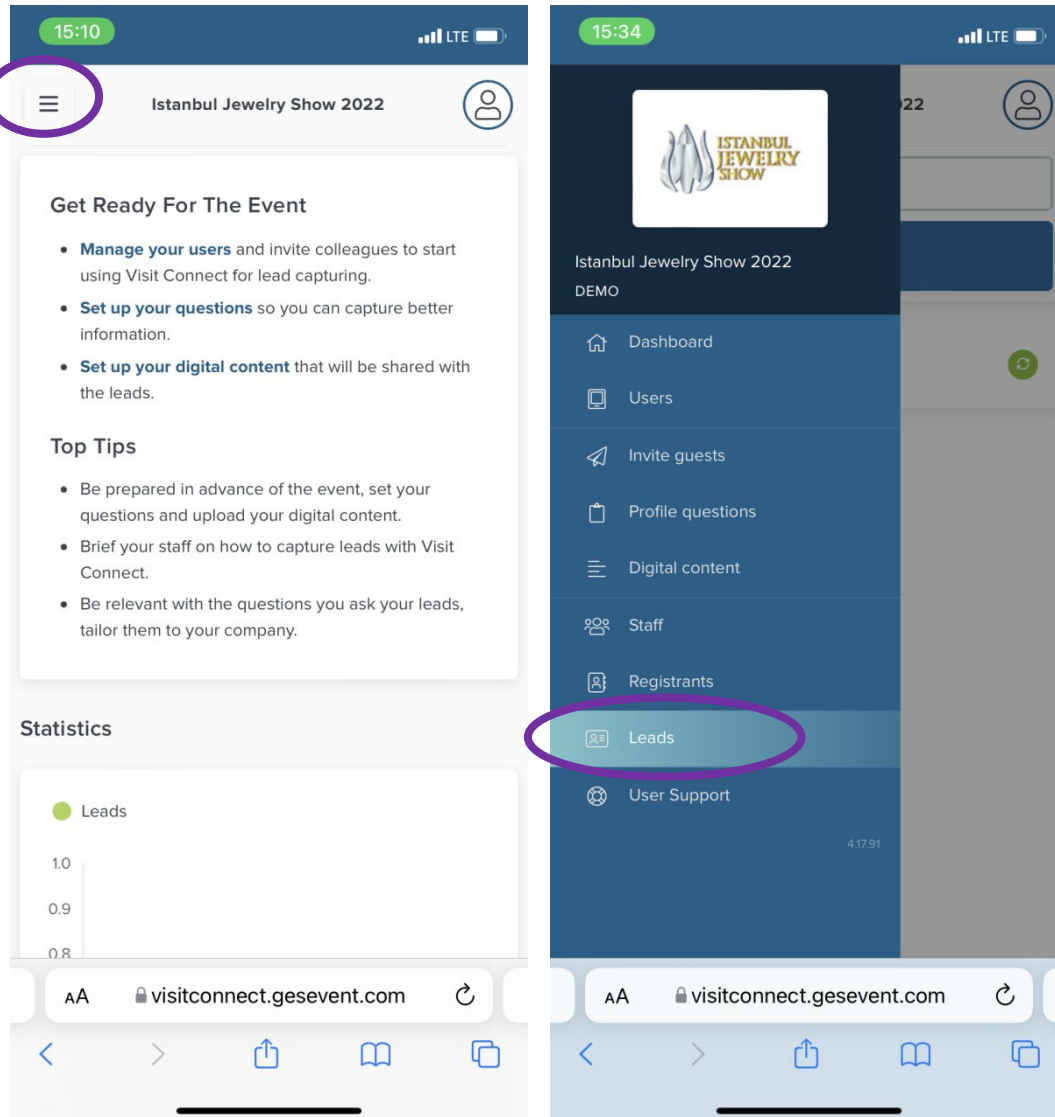 15:10
LTE
Istanbul Jewelry Show 2022
Get Ready For The Event
• Manage your users and invite colleagues to start
using Visit Connect for lead capturing.
• Set up your questions so you can capture better
information.
• Set up your digital content that will be shared with
the leads.
Top Tips
• Be prepared in advance of the event, set your
questions and upload your digital content.
• Brief your staff on how to capture leads with Visit
Connect.
• Be relevant with the questions you ask your leads,
tailor them to your company.
Statistics
Leads
1.0
0.9
0.8
AA visitconnect.gesevent.com
15:34
LTE
22
ISTANBUL
JEWELRY
SHOW
Istanbul Jewelry Show 2022
DEMO
Dashboard
Users
Invite guests
Profile questions
Digital content
Staff
Registrants
Leads
User Support
4.17.91
AA visitconnect.gesevent.com